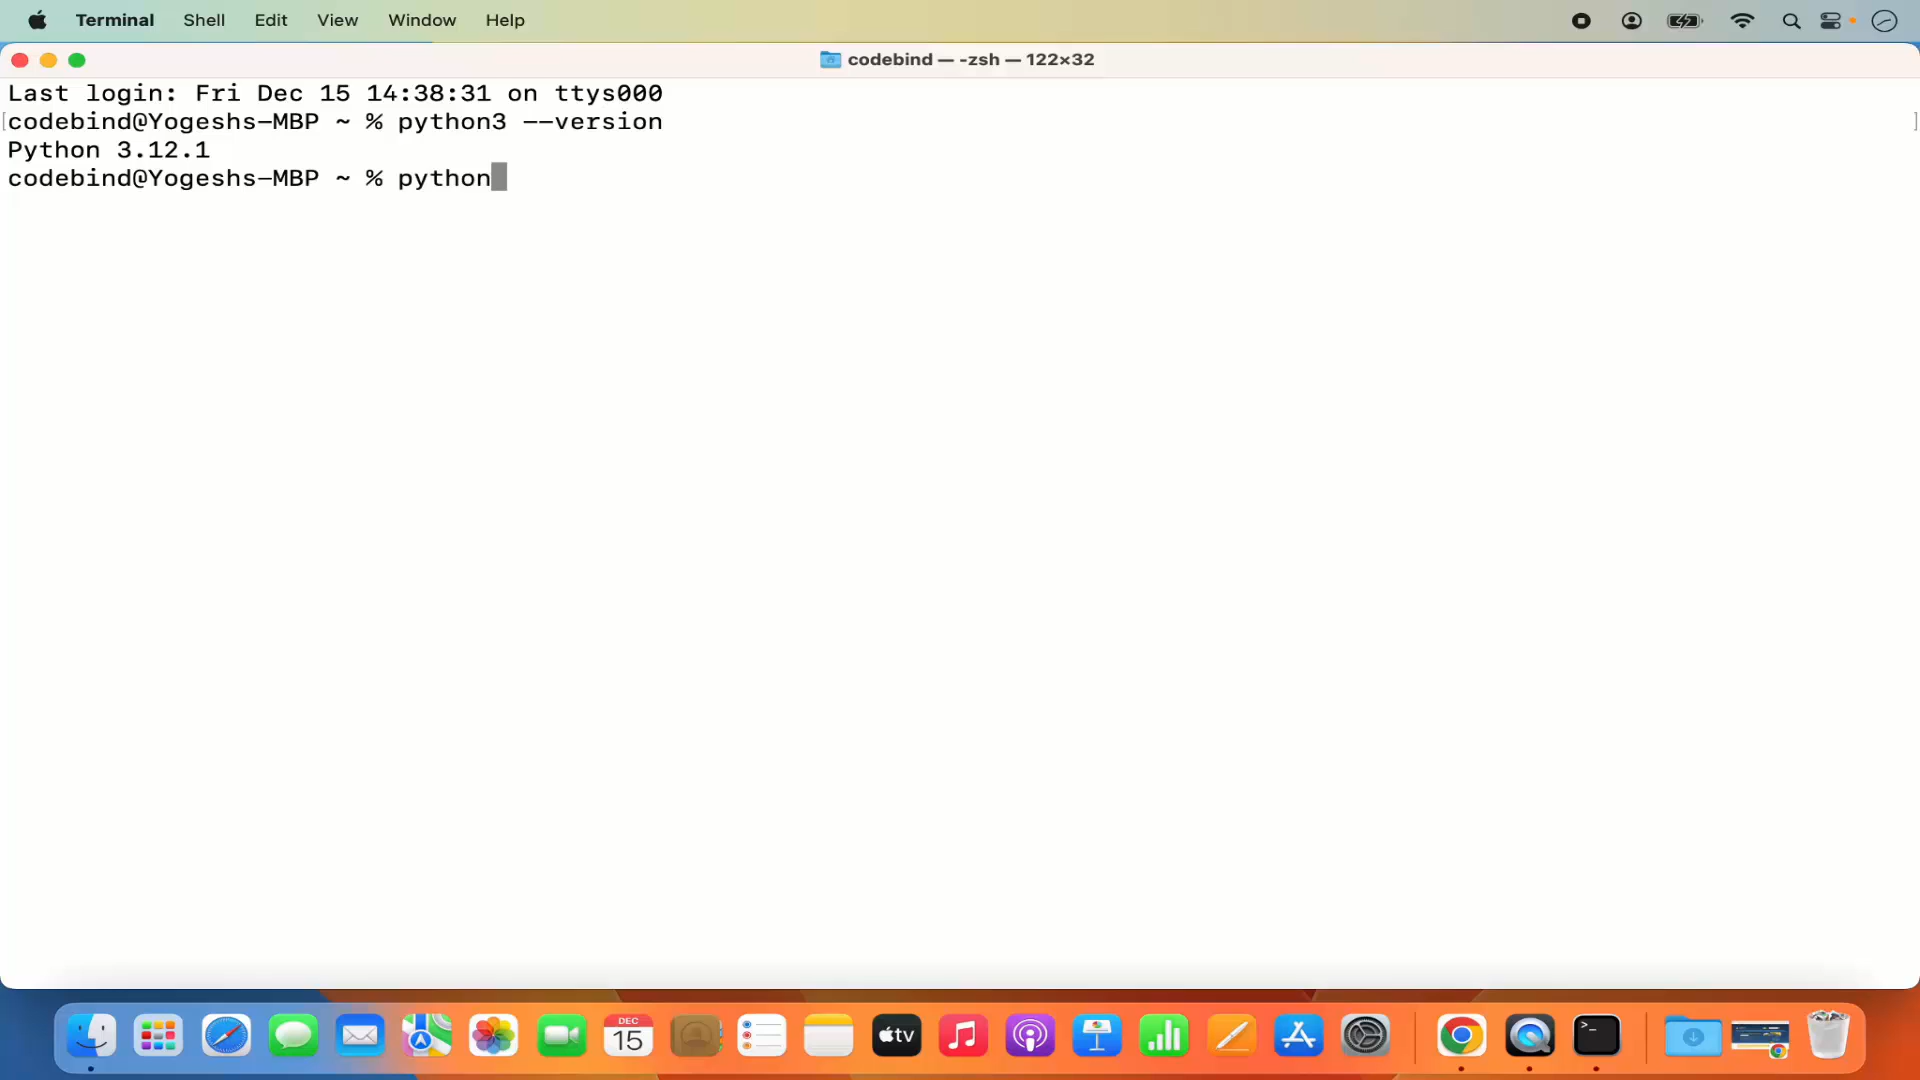 Terminal Shell Edit View Window Help
codebind — -zsh — 122×32
Last login: Fri Dec 15 14:38:31 on ttys000
[codebind@Yogeshs-MBP ~ % python3 --version ]
Python 3.12.1
codebind@Yogeshs-MBP ~ % python
DEC
15
tv
>_